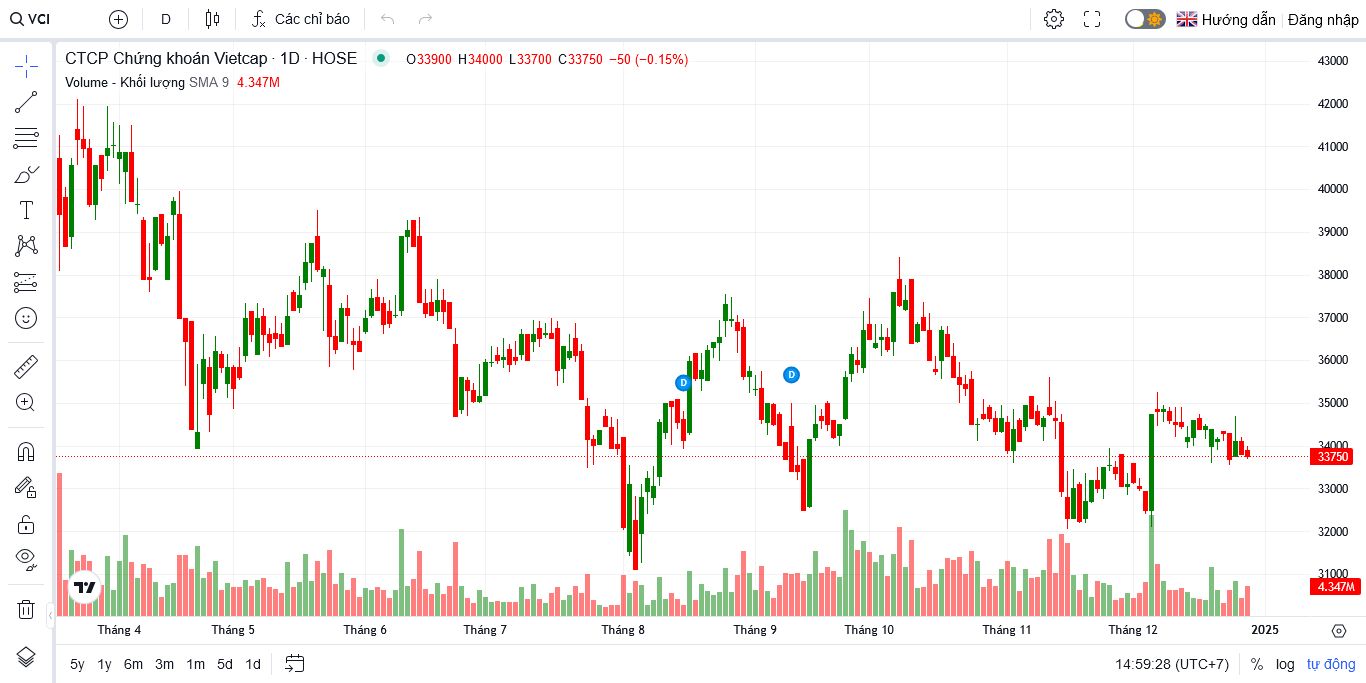 VCI D Các chỉ báo Hướng dẫn Đăng nhập
CTCP Chứng khoán Vietcap · 1D · HOSE O33900 H34000 L33700 C33750 −50 (−0.15%)
Volume - Khối lượng SMA 9 4.347M
43000
42000
41000
40000
39000
38000
37000
36000
35000
34000
33750
33000
32000
31000
4.347M
D
D
Tháng 4 Tháng 5 Tháng 6 Tháng 7 Tháng 8 Tháng 9 Tháng 10 Tháng 11 Tháng 12 2025
5y 1y 6m 3m 1m 5d 1d 14:59:28 (UTC+7) % log tự động